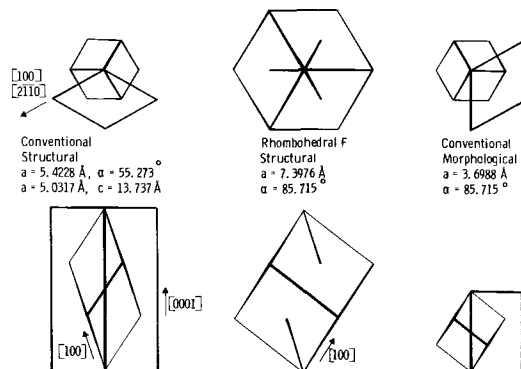 [100]
[2110]
Conventional
Structural
a = 5.4228 Å, α = 55.273°
a = 5.0317 Å, c = 13.737 Å
Rhombohedral F
Structural
a = 7.3976 Å
α = 85.715°
Conventional
Morphological
a = 3.6988 Å
α = 85.715°
[0001]
[100]
[100]